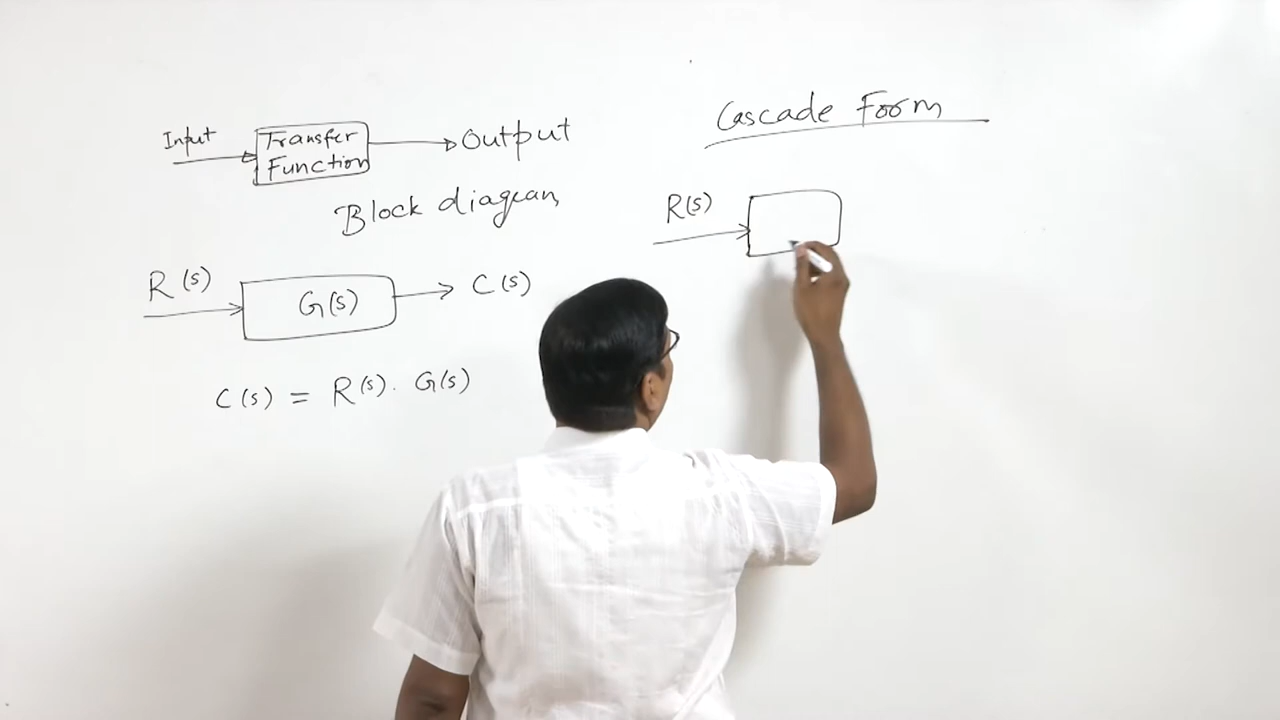 Input
Transfer
Function
Output
Block diagram
R(s)
G(s)
C(s)
C(s) = R(s). G(s)
Cascade Form
R(s)